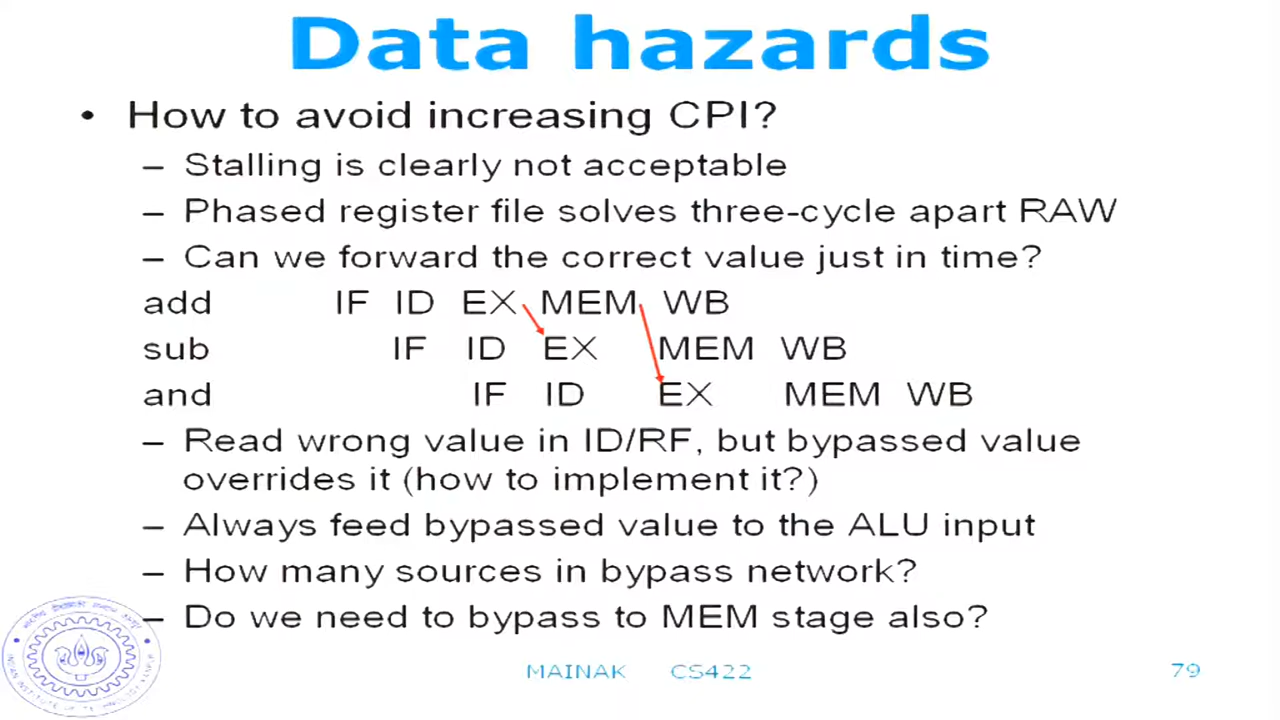 Data hazards
• How to avoid increasing CPI?
– Stalling is clearly not acceptable
– Phased register file solves three-cycle apart RAW
– Can we forward the correct value just in time?
add IF ID EX MEM WB
sub IF ID EX MEM WB
and IF ID EX MEM WB
– Read wrong value in ID/RF, but bypassed value
overrides it (how to implement it?)
– Always feed bypassed value to the ALU input
– How many sources in bypass network?
– Do we need to bypass to MEM stage also?
MAINAK CS422
79